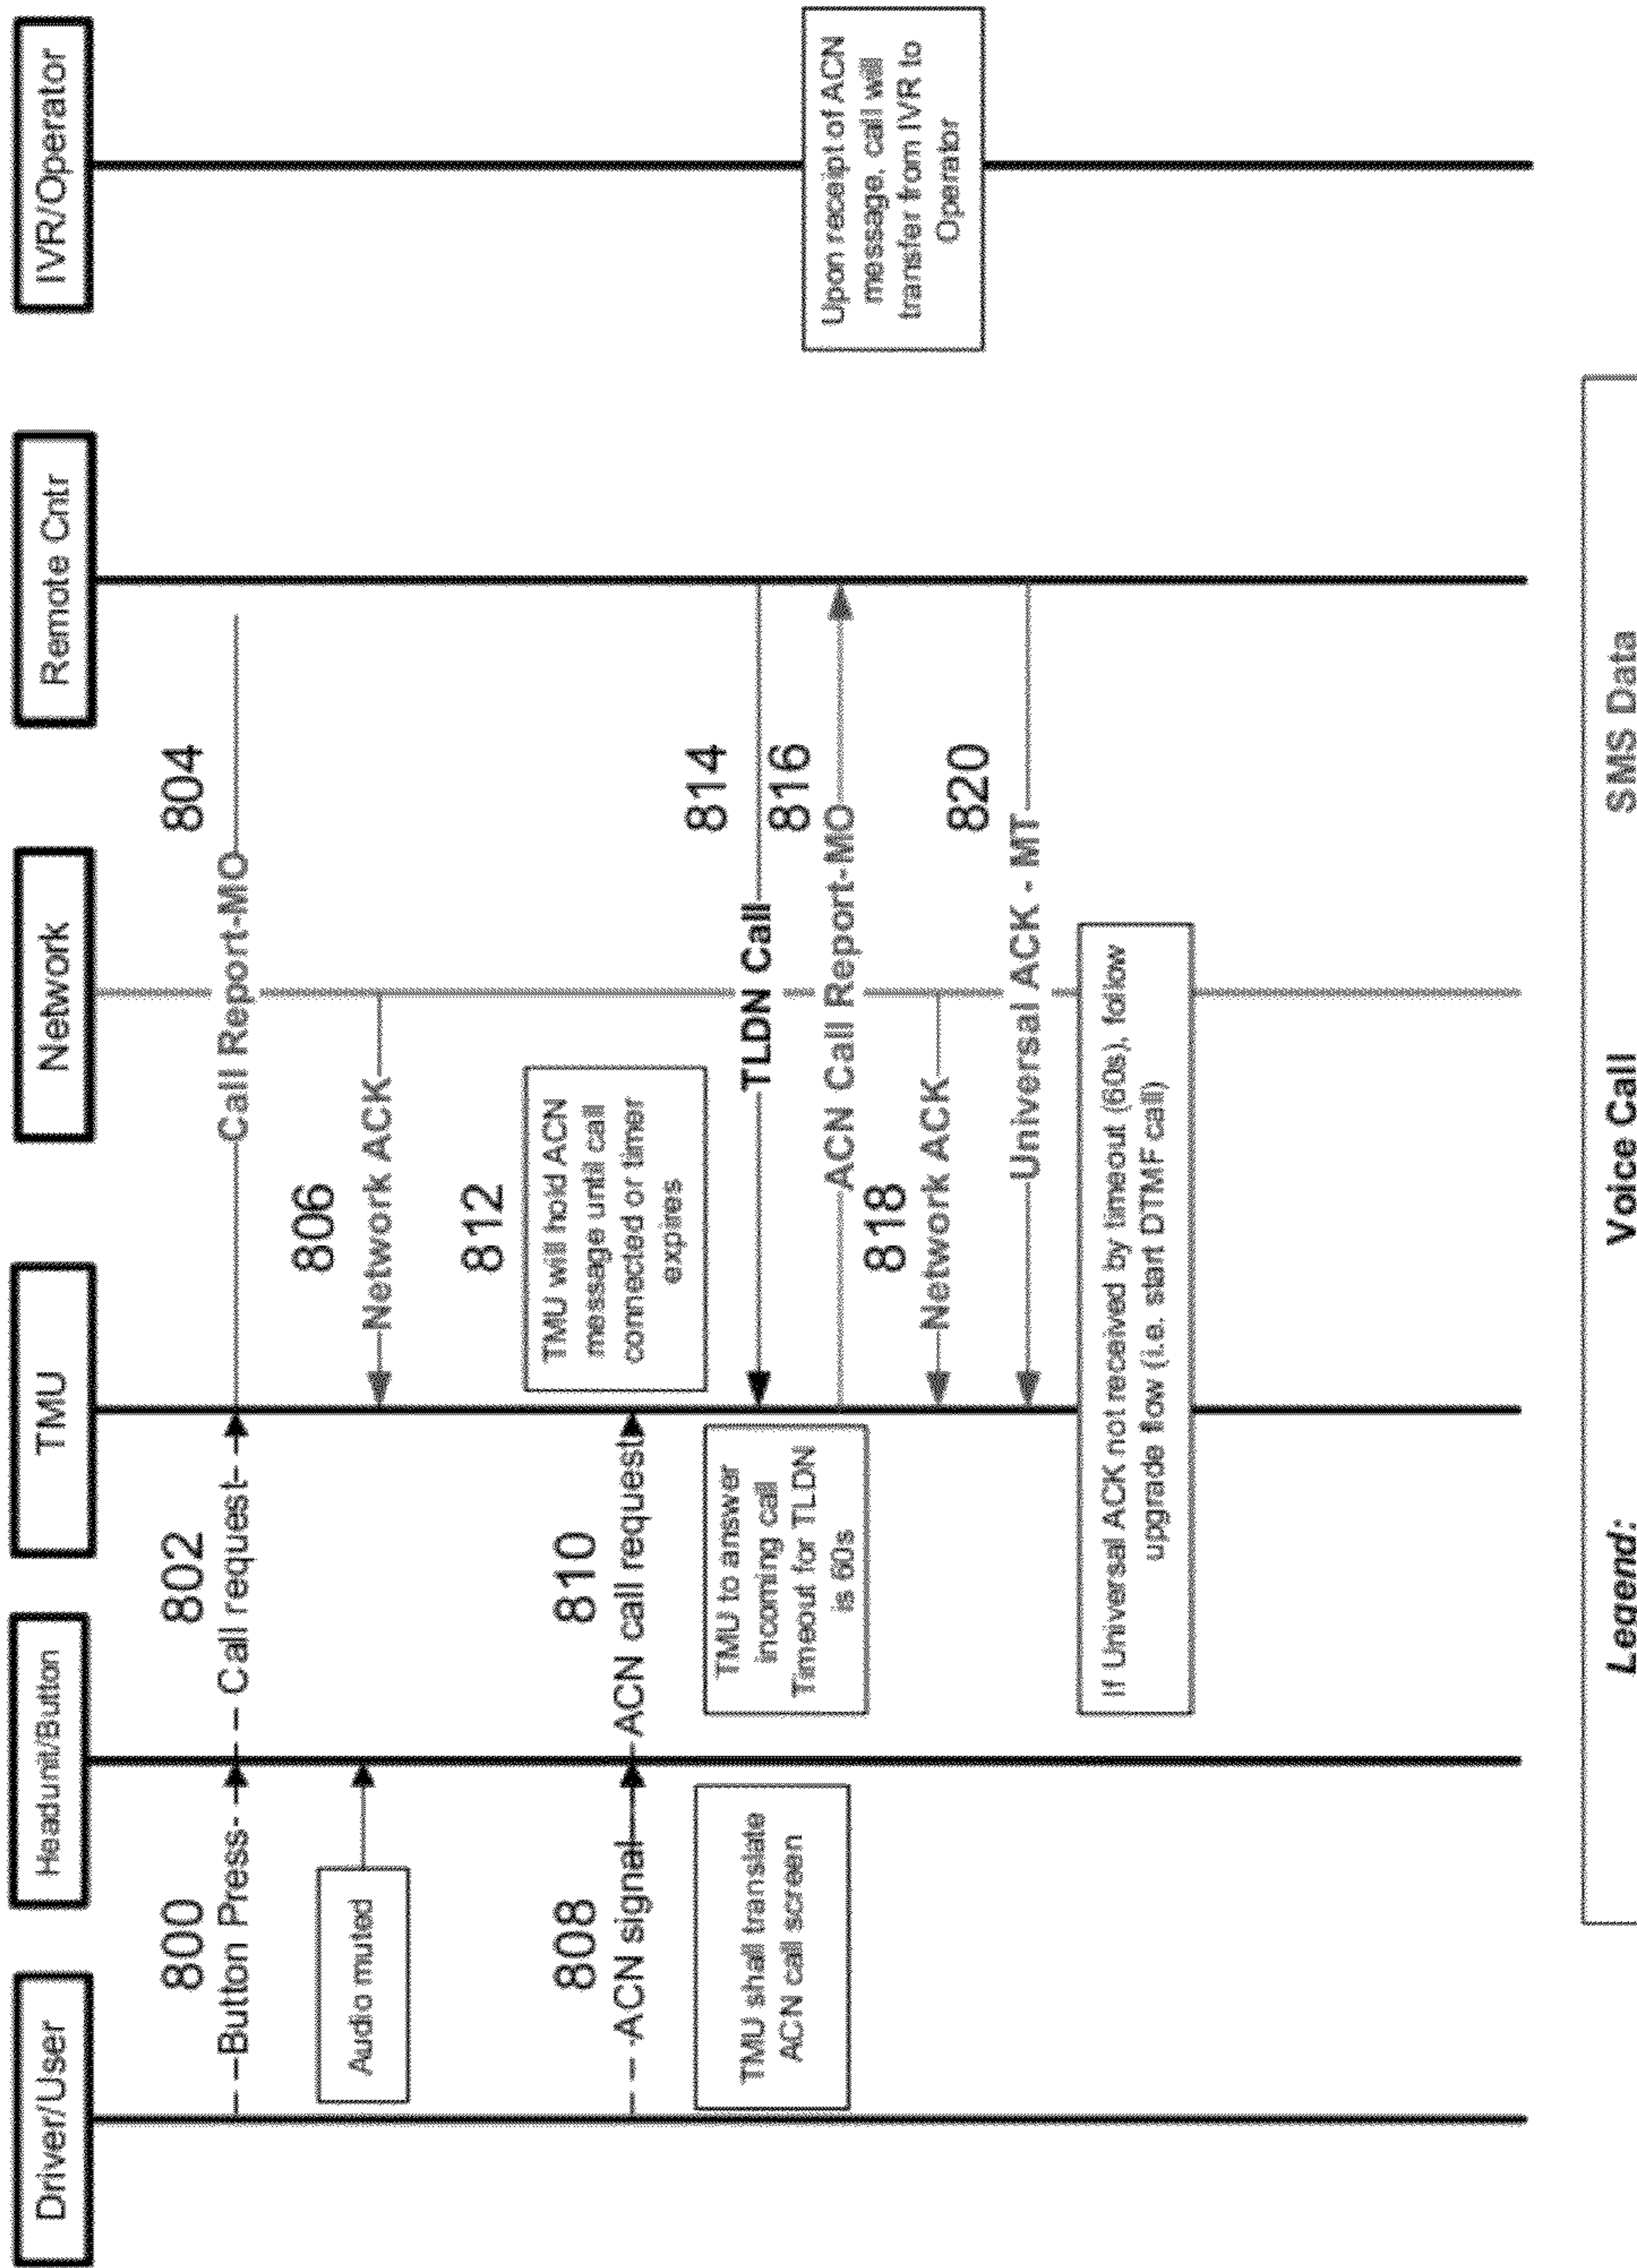 Driver/User
Headunit/Button
TMU
Network
Remote Cntr
IVR/Operator
800
802
804
Button Press
Call request
Call Report-MO
Audio muted
806
Network ACK
808
810
812
ACN signal
ACN call request
TMU will hold ACN
message until call
connected or timer
expires
TMU shall translate
ACN call screen
TMU to answer
incoming call
Timeout for TLDN
is 60s
814
TLDN Call
816
ACN Call Report-MO
Upon receipt of ACN
message, call will
transfer from IVR to
Operator
818
Network ACK
820
Universal ACK - MT
If Universal ACK not received by timeout (60s), follow
upgrade flow (i.e. start DTMF call)
Legend:
Voice Call
SMS Data